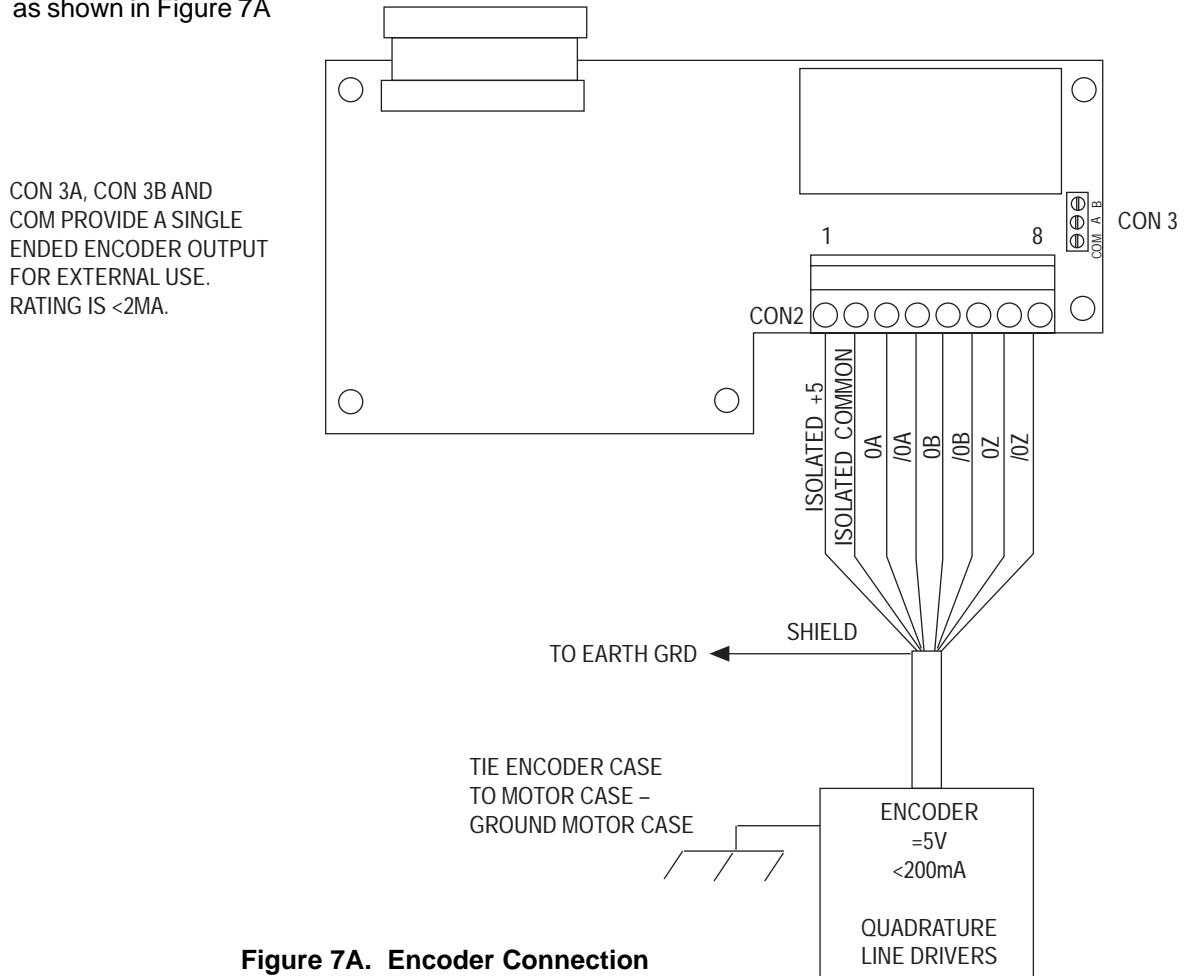 as shown in Figure 7A
CON 3A, CON 3B AND
COM PROVIDE A SINGLE
ENDED ENCODER OUTPUT
FOR EXTERNAL USE.
RATING IS <2MA.
COM A B
CON 3
1
8
CON2
ISOLATED +5
ISOLATED COMMON
0A
/0A
0B
/0B
0Z
/0Z
SHIELD
TO EARTH GRD
TIE ENCODER CASE
TO MOTOR CASE –
GROUND MOTOR CASE
ENCODER
=5V
<200mA
QUADRATURE
LINE DRIVERS
Figure 7A. Encoder Connection